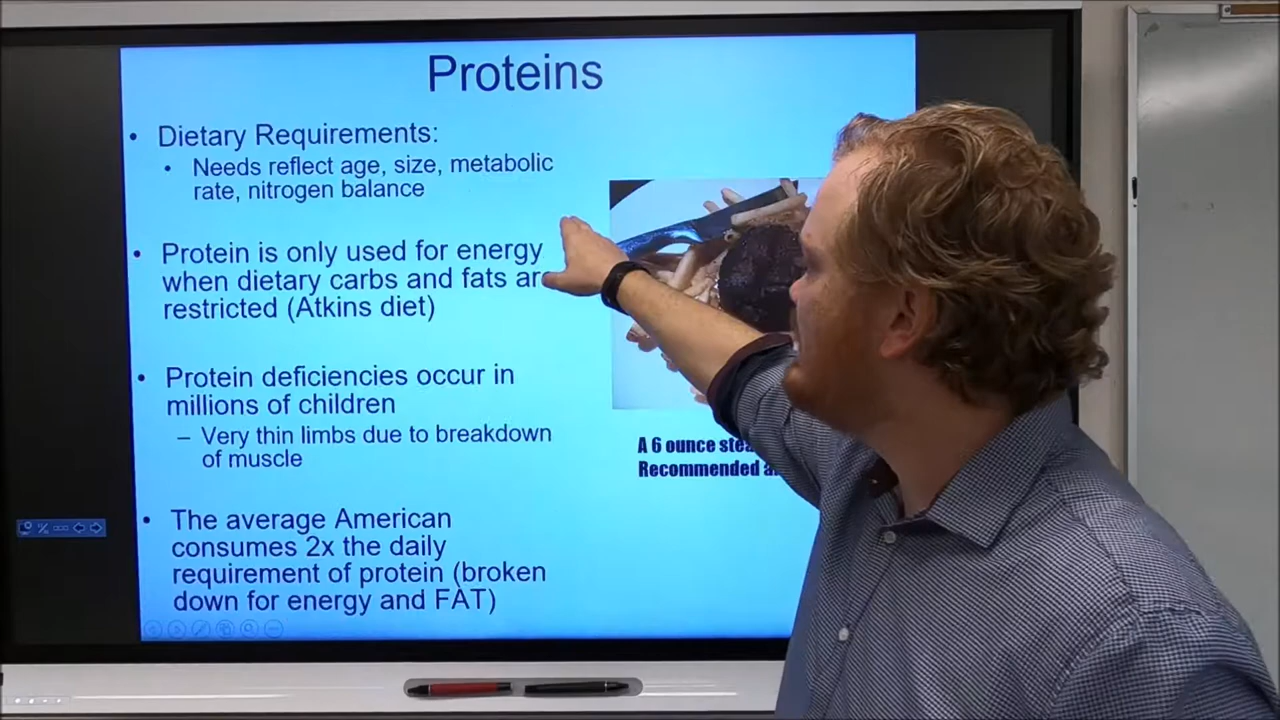 Proteins
• Dietary Requirements:
• Needs reflect age, size, metabolic
rate, nitrogen balance
• Protein is only used for energy
when dietary carbs and fats
restricted (Atkins diet)
• Protein deficiencies occur in
millions of children
– Very thin limbs due to breakdown
of muscle
• The average American
consumes 2x the daily
requirement of protein (broken
down for energy and FAT)
A 6 ounce
Recommended